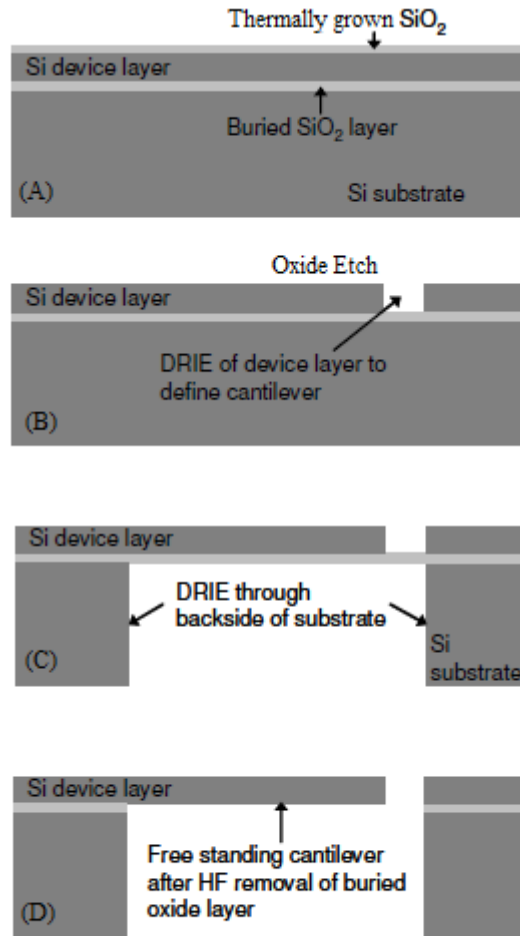 Thermally grown SiO₂
Si device layer
Buried SiO₂ layer
(A)
Si substrate
Oxide Etch
Si device layer
DRIE of device layer to
define cantilever
(B)
Si device layer
DRIE through
backside of substrate
(C)
Si
substrate
Si device layer
Free standing cantilever
after HF removal of buried
oxide layer
(D)